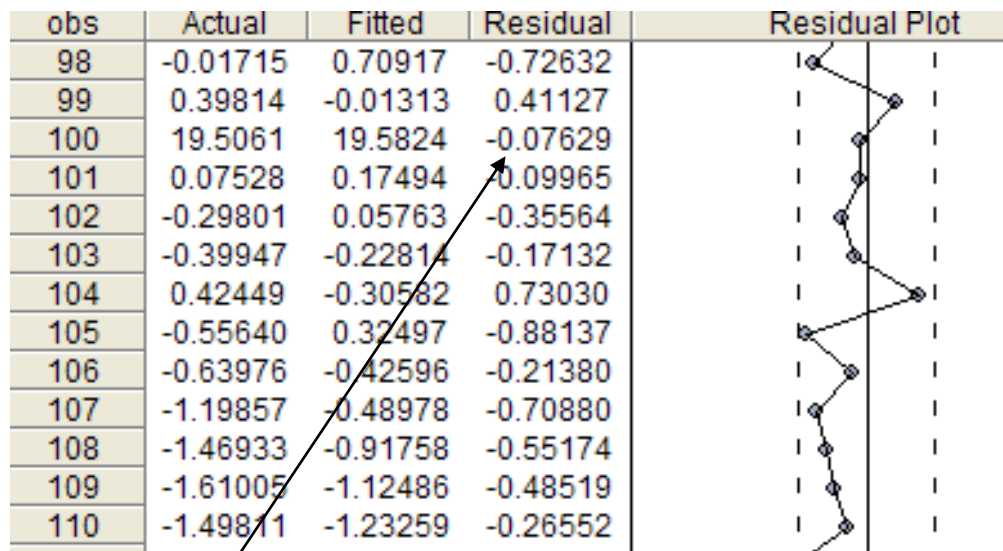 obs Actual Fitted Residual Residual Plot
98 -0.01715 0.70917 -0.72632
99 0.39814 -0.01313 0.41127
100 19.5061 19.5824 -0.07629
101 0.07528 0.17494 -0.09965
102 -0.29801 0.05763 -0.35564
103 -0.39947 -0.22814 -0.17132
104 0.42449 -0.30582 0.73030
105 -0.55640 0.32497 -0.88137
106 -0.63976 -0.42596 -0.21380
107 -1.19857 -0.48978 -0.70880
108 -1.46933 -0.91758 -0.55174
109 -1.61005 -1.12486 -0.48519
110 -1.49811 -1.23259 -0.26552